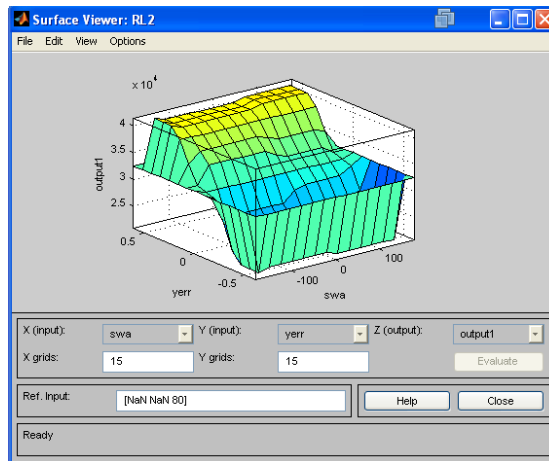 Surface Viewer: RL2
File Edit View Options
x 10^4
4
3.5
3
2.5
output1
0.5
0
-0.5
yerr
-100
0
100
swa
X (input): swa Y (input): yerr Z (output): output1
X grids: 15 Y grids: 15 Evaluate
Ref. Input: [NaN NaN 80] Help Close
Ready